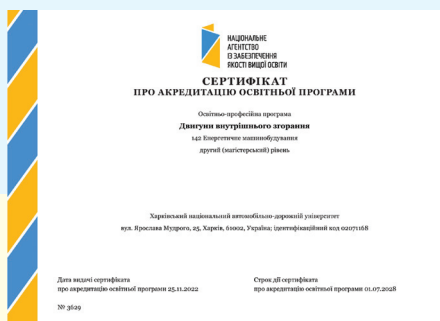 НАЦІОНАЛЬНЕ
АГЕНТСТВО
ІЗ ЗАБЕЗПЕЧЕННЯ
ЯКОСТІ ВИЩОЇ ОСВІТИ
СЕРТИФІКАТ
ПРО АКРЕДИТАЦІЮ ОСВІТНЬОЇ ПРОГРАМИ
Освітньо-професійна програма
Двигуни внутрішнього згорання
142 Енергетичне машинобудування
другий (магістерський) рівень
Харківський національний автомобільно-дорожній університет
вул. Ярослава Мудрого, 25, Харків, 61002, Україна; ідентифікаційний код 02071168
Дата видачі сертифіката
про акредитацію освітньої програми 25.11.2022
Строк дії сертифіката
про акредитацію освітньої програми 01.07.2028
№ 3629